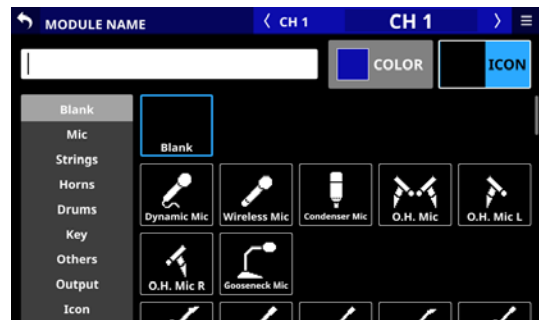 MODULE NAME
CH 1
CH 1
COLOR
ICON
Blank
Mic
Strings
Horns
Drums
Key
Others
Output
Icon
Blank
Dynamic Mic
Wireless Mic
Condenser Mic
O.H. Mic
O.H. Mic L
O.H. Mic R
Gooseneck Mic